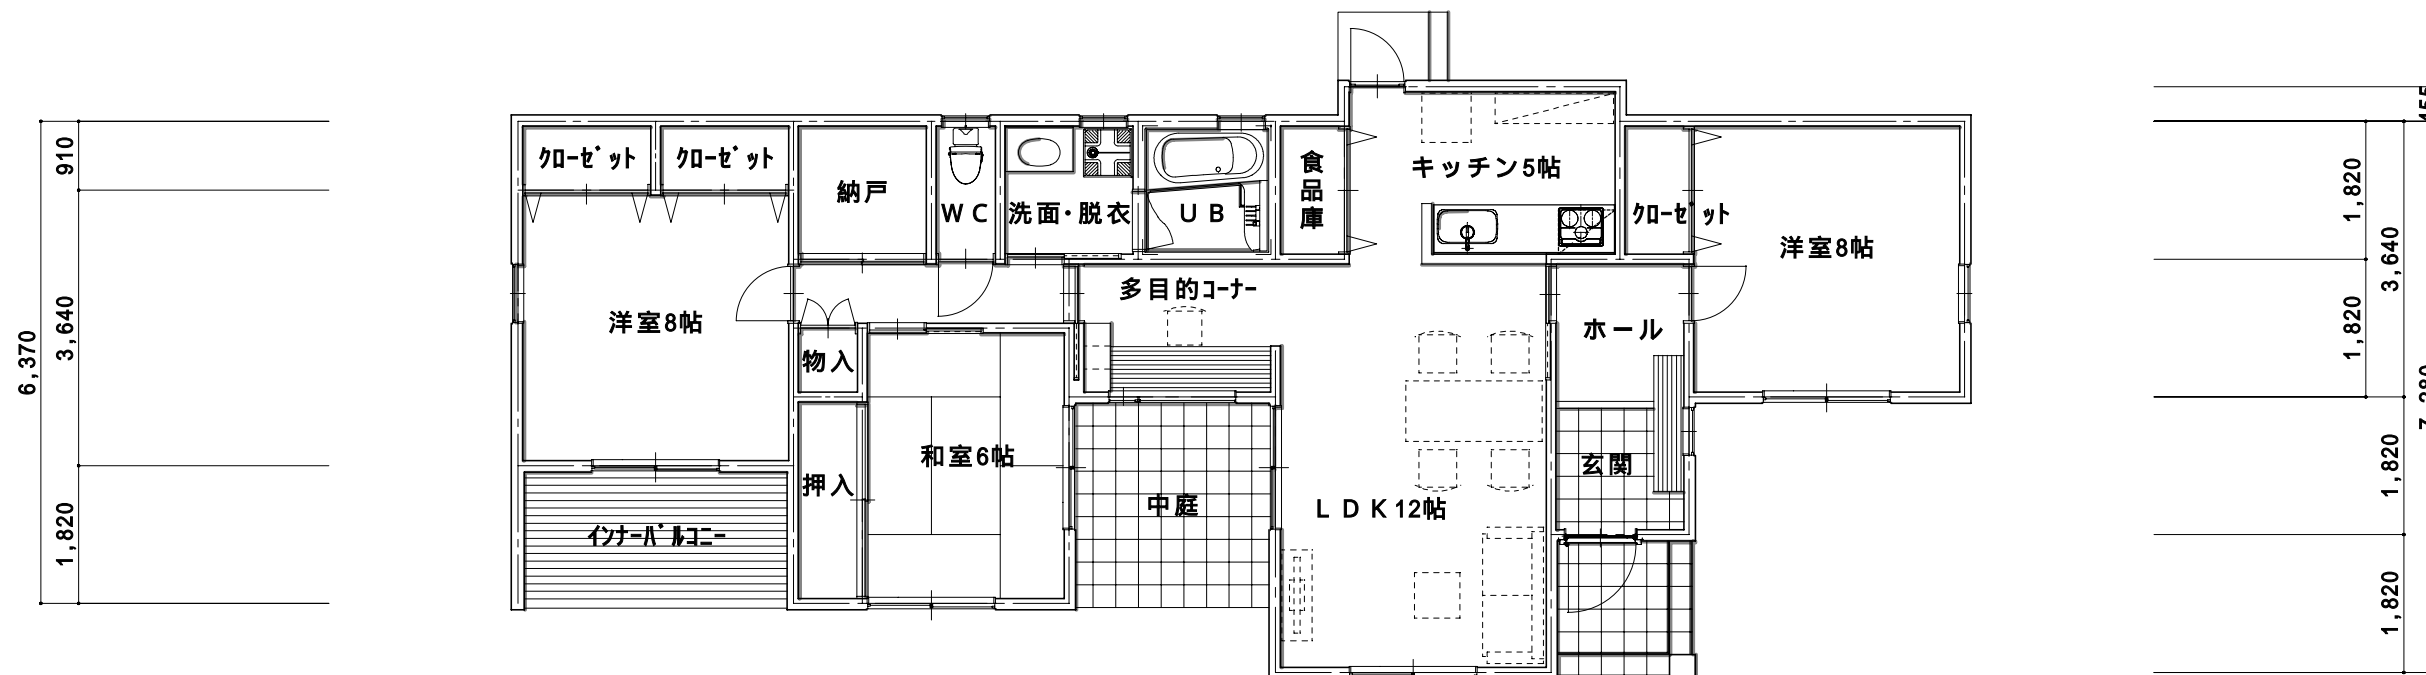 455
910
クローゼット
クローゼット
納戸
WC
洗面・脱衣
UB
食品庫
キッチン5帖
クローゼット
洋室8帖
1,820
3,640
多目的コーナー
6,370
3,640
洋室8帖
物入
ホール
1,820
7,280
和室6帖
押入
中庭
LDK12帖
玄関
1,820
1,820
インナーバルコニー
1,820